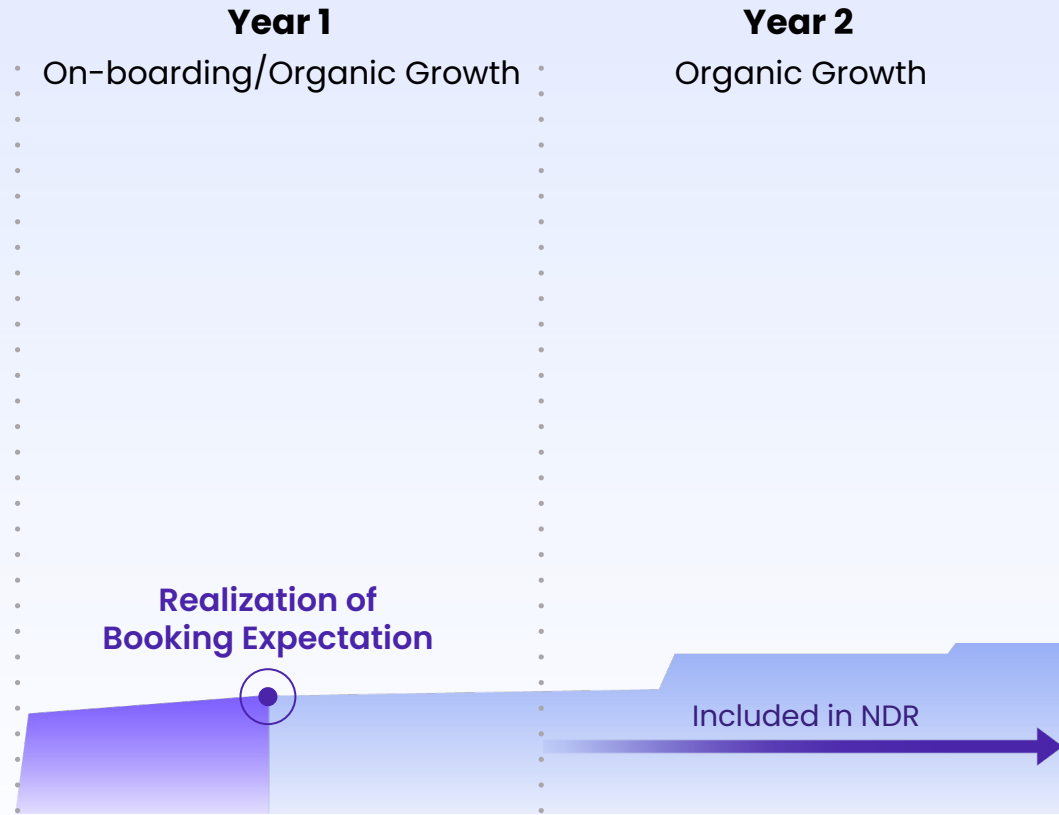 Year 1
On-boarding/Organic Growth
Year 2
Organic Growth
Realization of
Booking Expectation
Included in NDR